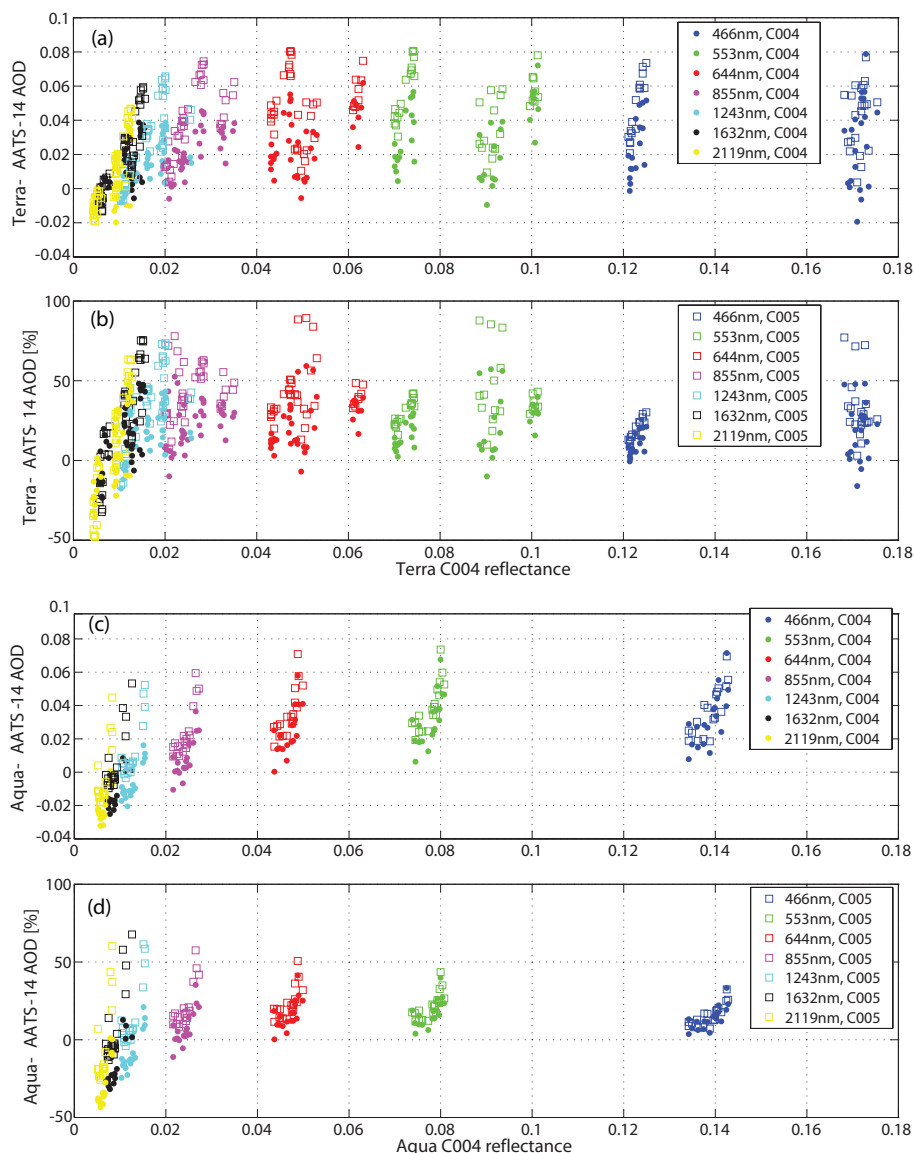 (a)
Terra- AATS-14 AOD
0.1
0.08
0.06
0.04
0.02
0
-0.02
-0.04
0
0.02
0.04
0.06
0.08
0.1
0.12
0.14
0.16
0.18
466nm, C004
553nm, C004
644nm, C004
855nm, C004
1243nm, C004
1632nm, C004
2119nm, C004
(b)
Terra- AATS-14 AOD [%]
100
50
0
-50
0
0.02
0.04
0.06
0.08
0.1
0.12
0.14
0.16
0.18
466nm, C005
553nm, C005
644nm, C005
855nm, C005
1243nm, C005
1632nm, C005
2119nm, C005
Terra C004 reflectance
(c)
Aqua- AATS-14 AOD
0.1
0.08
0.06
0.04
0.02
0
-0.02
-0.04
0
0.02
0.04
0.06
0.08
0.1
0.12
0.14
0.16
0.18
466nm, C004
553nm, C004
644nm, C004
855nm, C004
1243nm, C004
1632nm, C004
2119nm, C004
(d)
Aqua- AATS-14 AOD [%]
100
50
0
-50
0
0.02
0.04
0.06
0.08
0.1
0.12
0.14
0.16
0.18
466nm, C005
553nm, C005
644nm, C005
855nm, C005
1243nm, C005
1632nm, C005
2119nm, C005
Aqua C004 reflectance